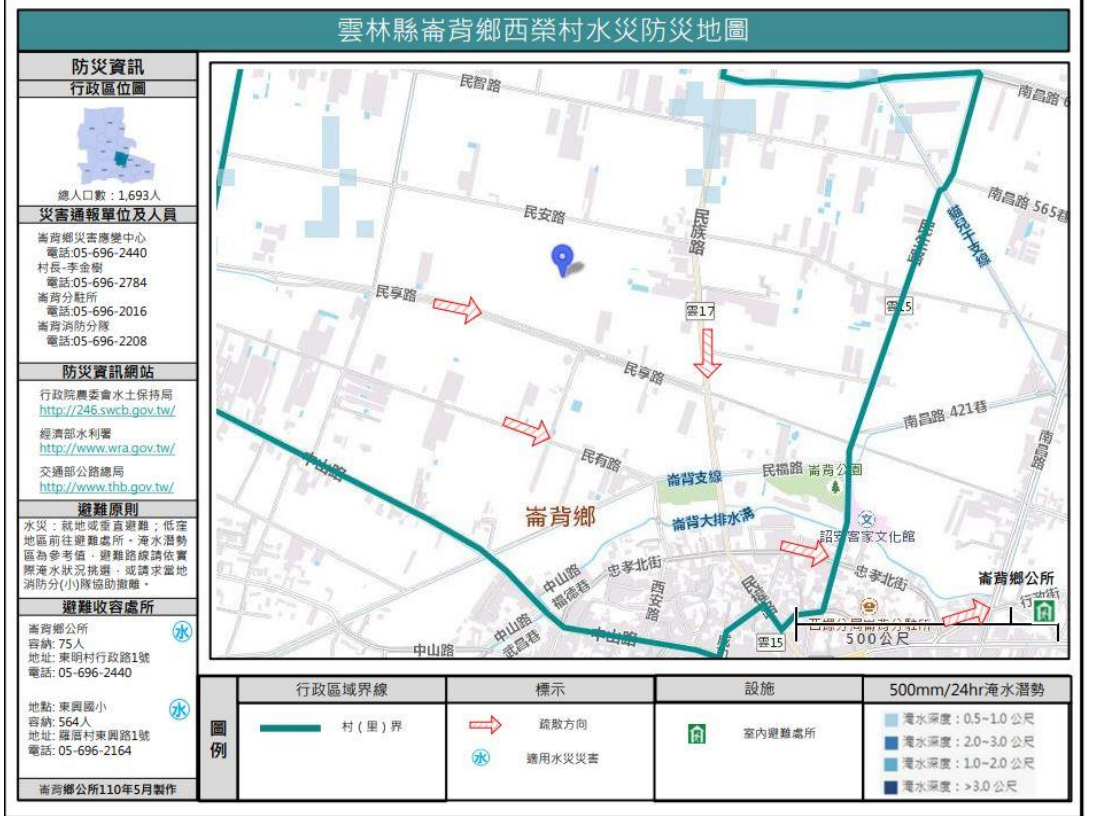 雲林縣崙背鄉西榮村水災防災地圖
防災資訊
行政區位圖
總人口數：1,693人
災害通報單位及人員
崙背鄉災害應變中心
電話:05-696-2440
村長-李金樹
電話:05-696-2784
崙背分駐所
電話:05-696-2016
崙背消防分隊
電話:05-696-2208
防災資訊網站
行政院農委會水土保持局
http://246.swcb.gov.tw/
經濟部水利署
http://www.wra.gov.tw/
交通部公路總局
http://www.thb.gov.tw/
避難原則
水災：就地或垂直避難；低窪
地區前往避難處所。淹水潛勢
區為參考值，避難路線請依實
際淹水狀況挑選，或請求當地
消防分(小)隊協助撤離。
避難收容處所
崙背鄉公所
水
容納: 75人
地址: 東明村行政路1號
電話: 05-696-2440
地點: 東興國小
水
容納: 564人
地址: 羅厝村東興路1號
電話: 05-696-2164
崙背鄉公所110年5月製作
民智路
南昌路 6
南昌路 565巷
民安路
民族路
貓兒干支線
民享路
雲17
雲15
民享路
南昌路 421巷
南昌路
中山路
民有路
崙背支線
民權路
崙背公園
崙背鄉
崙背大排水溝
文
詔安客家文化館
忠孝北街
忠孝北街
崙背鄉公所
行政街
中山路
福德巷
西安路
中山路
武昌巷
中山路
中山路
雲15
500公尺
圖例
行政區域界線
標示
設施
500mm/24hr淹水潛勢
村（里）界
疏散方向
水
適用水災災害
室內避難處所
淹水深度：0.5~1.0 公尺
淹水深度：2.0~3.0 公尺
淹水深度：1.0~2.0 公尺
淹水深度：>3.0 公尺